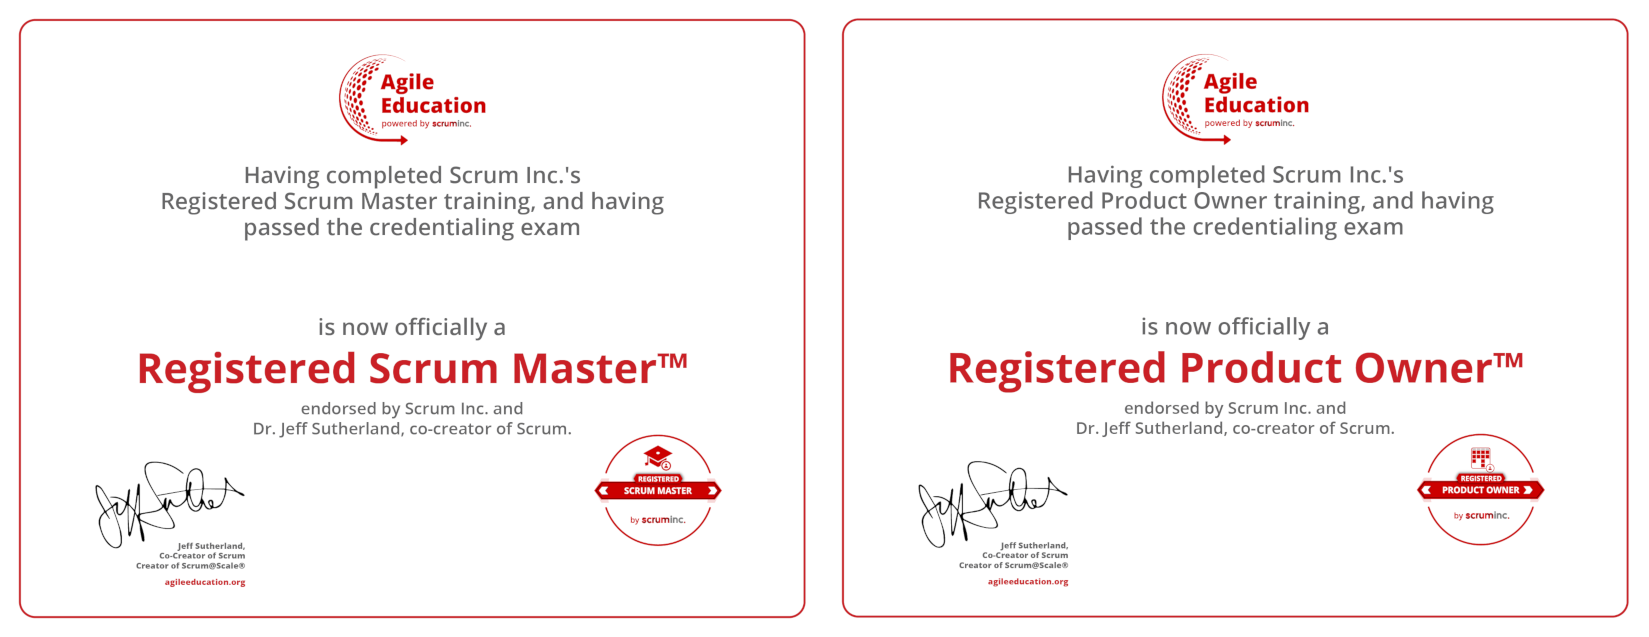 Agile
Education
powered by scruminc.
Having completed Scrum Inc.'s
Registered Scrum Master training, and having
passed the credentialing exam
is now officially a
Registered Scrum Master™
endorsed by Scrum Inc. and
Dr. Jeff Sutherland, co-creator of Scrum.
REGISTERED
SCRUM MASTER
by scruminc.
Jeff Sutherland,
Co-Creator of Scrum
Creator of Scrum@Scale®
agileeducation.org
Agile
Education
powered by scruminc.
Having completed Scrum Inc.'s
Registered Product Owner training, and having
passed the credentialing exam
is now officially a
Registered Product Owner™
endorsed by Scrum Inc. and
Dr. Jeff Sutherland, co-creator of Scrum.
REGISTERED
PRODUCT OWNER
by scruminc.
Jeff Sutherland,
Co-Creator of Scrum
Creator of Scrum@Scale®
agileeducation.org